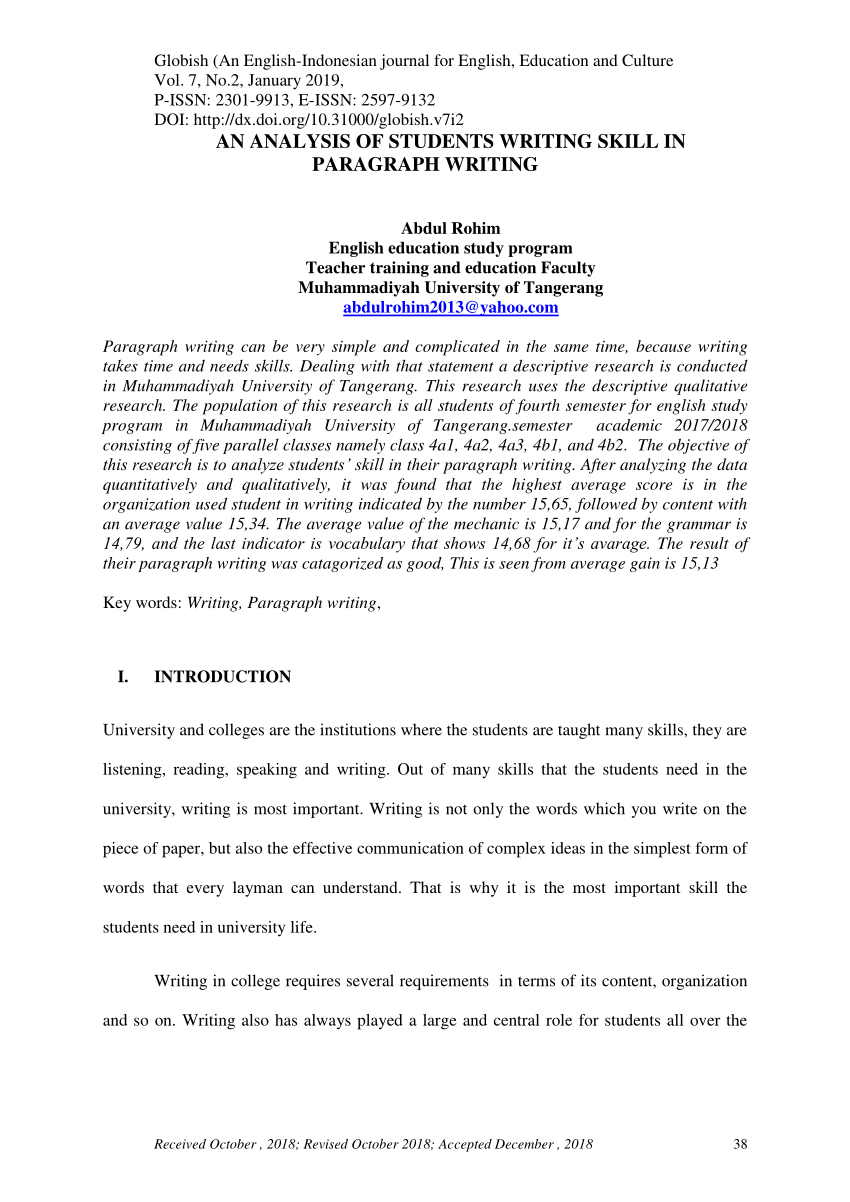 Globish (An English-Indonesian journal for English, Education and Culture
Vol. 7, No.2, January 2019,
P-ISSN: 2301-9913, E-ISSN: 2597-9132
DOI: http://dx.doi.org/10.31000/globish.v7i2
AN ANALYSIS OF STUDENTS WRITING SKILL IN
PARAGRAPH WRITING
Abdul Rohim
English education study program
Teacher training and education Faculty
Muhammadiyah University of Tangerang
abdulrohim2013@yahoo.com
Paragraph writing can be very simple and complicated in the same time, because writing
takes time and needs skills. Dealing with that statement a descriptive research is conducted
in Muhammadiyah University of Tangerang. This research uses the descriptive qualitative
research. The population of this research is all students of fourth semester for english study
program in Muhammadiyah University of Tangerang.semester academic 2017/2018
consisting of five parallel classes namely class 4a1, 4a2, 4a3, 4b1, and 4b2. The objective of
this research is to analyze students’ skill in their paragraph writing. After analyzing the data
quantitatively and qualitatively, it was found that the highest average score is in the
organization used student in writing indicated by the number 15,65, followed by content with
an average value 15,34. The average value of the mechanic is 15,17 and for the grammar is
14,79, and the last indicator is vocabulary that shows 14,68 for it’s avarage. The result of
their paragraph writing was catagorized as good, This is seen from average gain is 15,13
Key words: Writing, Paragraph writing,
I. INTRODUCTION
University and colleges are the institutions where the students are taught many skills, they are
listening, reading, speaking and writing. Out of many skills that the students need in the
university, writing is most important. Writing is not only the words which you write on the
piece of paper, but also the effective communication of complex ideas in the simplest form of
words that every layman can understand. That is why it is the most important skill the
students need in university life.
Writing in college requires several requirements in terms of its content, organization
and so on. Writing also has always played a large and central role for students all over the
Received October , 2018; Revised October 2018; Accepted December , 2018 38